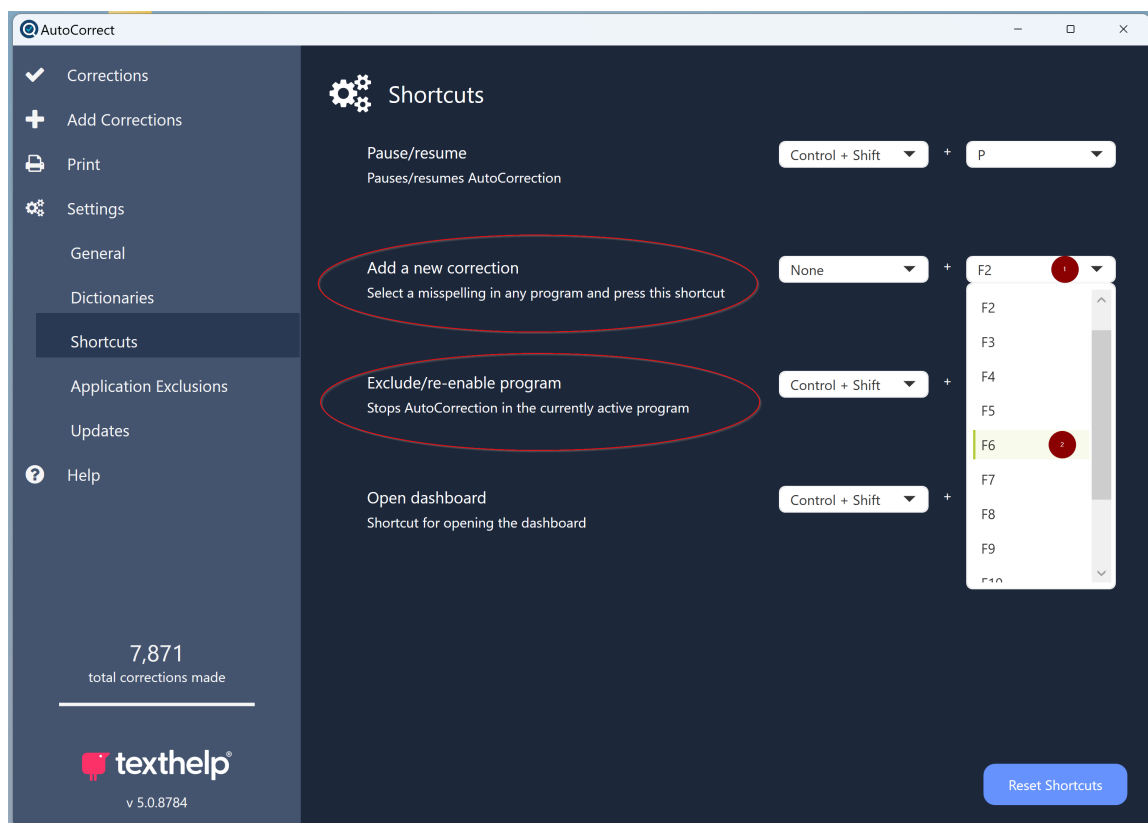 AutoCorrect
Corrections
Add Corrections
Print
Settings
General
Dictionaries
Shortcuts
Application Exclusions
Updates
Help
7,871
total corrections made
texthelp®
v 5.0.8784
Shortcuts
Pause/resume
Pauses/resumes AutoCorrection
Control + Shift + P
Add a new correction
Select a misspelling in any program and press this shortcut
None + F2 1
Exclude/re-enable program
Stops AutoCorrection in the currently active program
Control + Shift +
Open dashboard
Shortcut for opening the dashboard
Control + Shift +
F2
F3
F4
F5
F6 2
F7
F8
F9
F10
Reset Shortcuts